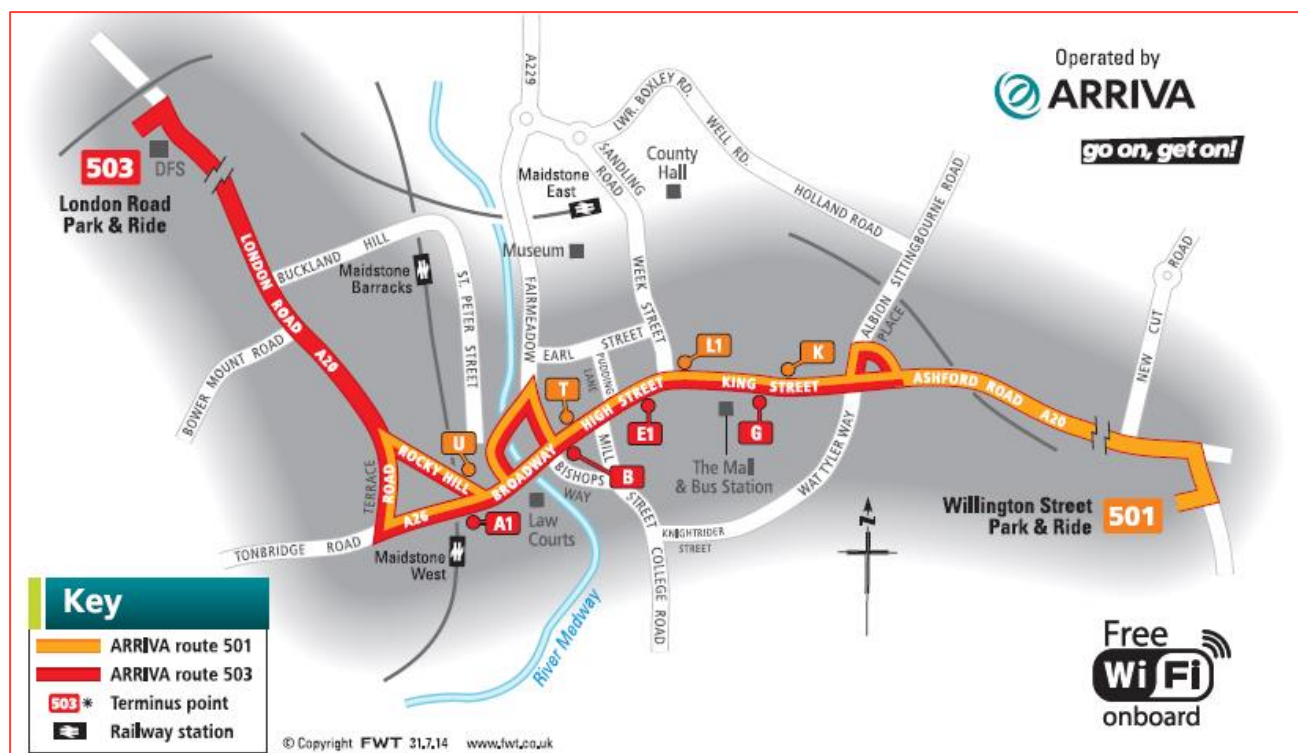 Operated by
ARRIVA
go on, get on!
A229
LWR. BOXLEY RD.
WELL RD.
HOLLAND ROAD
SANDLING
ROAD
County
Hall
Maidstone
East
Museum
503
DFS
London Road
Park & Ride
LONDON ROAD A20
BUCKLAND HILL
Maidstone
Barracks
ST. PETER STREET
FAIRMEADOW
WEEK STREET
EARL STREET
PUDDING
LANE
BOWER MOUNT ROAD
ALBION
PLACE
SITTINGBOURNE ROAD
NEW CUT ROAD
L1
K
T
U
HIGH STREET
KING STREET
ASHFORD ROAD A20
E1
G
B
A1
The Mall
& Bus Station
MILL STREET
BISHOPS
WAY
BROADWAY
ROCKY HILL
TERRACE
ROAD
A26
TONBRIDGE ROAD
Law
Courts
Maidstone
West
WAT TYLER WAY
KNIGHTRIDER
STREET
COLLEGE ROAD
River Medway
N
Willington Street
Park & Ride
501
Key
ARRIVA route 501
ARRIVA route 503
503 * Terminus point
Railway station
© Copyright FWT 31.7.14 www.fwt.co.uk
Free
Wi Fi
onboard